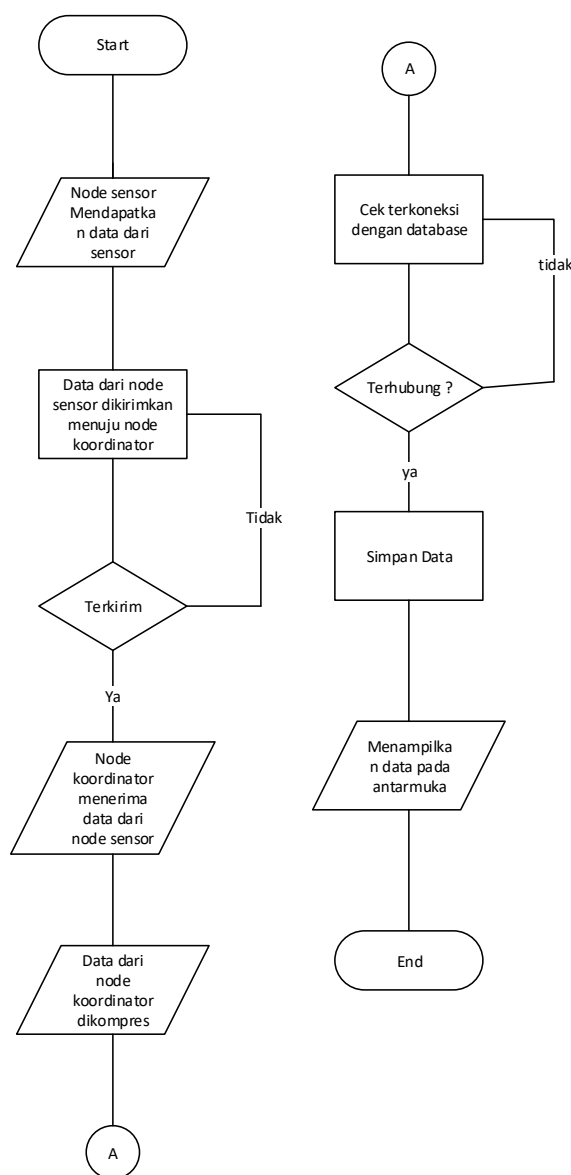 Start
Node sensor
Mendapatka
n data dari
sensor
Data dari node
sensor dikirimkan
menuju node
koordinator
Tidak
Terkirim
Ya
Node
koordinator
menerima
data dari
node sensor
Data dari
node
koordinator
dikompres
A
A
Cek terkoneksi
dengan database
tidak
Terhubung ?
ya
Simpan Data
Menampilka
n data pada
antarmuka
End